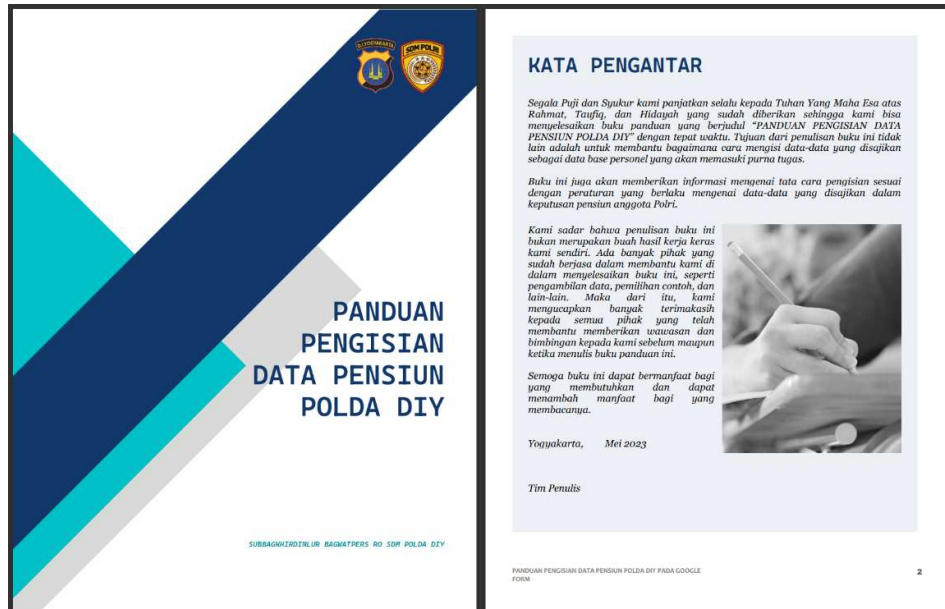 D.I YOGYAKARTA
SDM POLRI
PANDUAN
PENGISIAN
DATA PENSIUN
POLDA DIY
SUBBAGKHIRDINLUR BAGWATPERS RO SDM POLDA DIY
KATA PENGANTAR
Segala Puji dan Syukur kami panjatkan selalu kepada Tuhan Yang Maha Esa atas
Rahmat, Taufiq, dan Hidayah yang sudah diberikan sehingga kami bisa
menyelesaikan buku panduan yang berjudul “PANDUAN PENGISIAN DATA
PENSIUN POLDA DIY” dengan tepat waktu. Tujuan dari penulisan buku ini tidak
lain adalah untuk membantu bagaimana cara mengisi data-data yang disajikan
sebagai data base personel yang akan memasuki purna tugas.
Buku ini juga akan memberikan informasi mengenai tata cara pengisian sesuai
dengan peraturan yang berlaku mengenai data-data yang disajikan dalam
keputusan pensiun anggota Polri.
Kami sadar bahwa penulisan buku ini
bukan merupakan buah hasil kerja keras
kami sendiri. Ada banyak pihak yang
sudah berjasa dalam membantu kami di
dalam menyelesaikan buku ini, seperti
pengambilan data, pemilihan contoh, dan
lain-lain. Maka dari itu, kami
mengucapkan banyak terimakasih
kepada semua pihak yang telah
membantu memberikan wawasan dan
bimbingan kepada kami sebelum maupun
ketika menulis buku panduan ini.
Semoga buku ini dapat bermanfaat bagi
yang membutuhkan dan dapat
menambah manfaat bagi yang
membacanya.
Yogyakarta, Mei 2023
Tim Penulis
PANDUAN PENGISIAN DATA PENSIUN POLDA DIY PADA GOOGLE
FORM
2